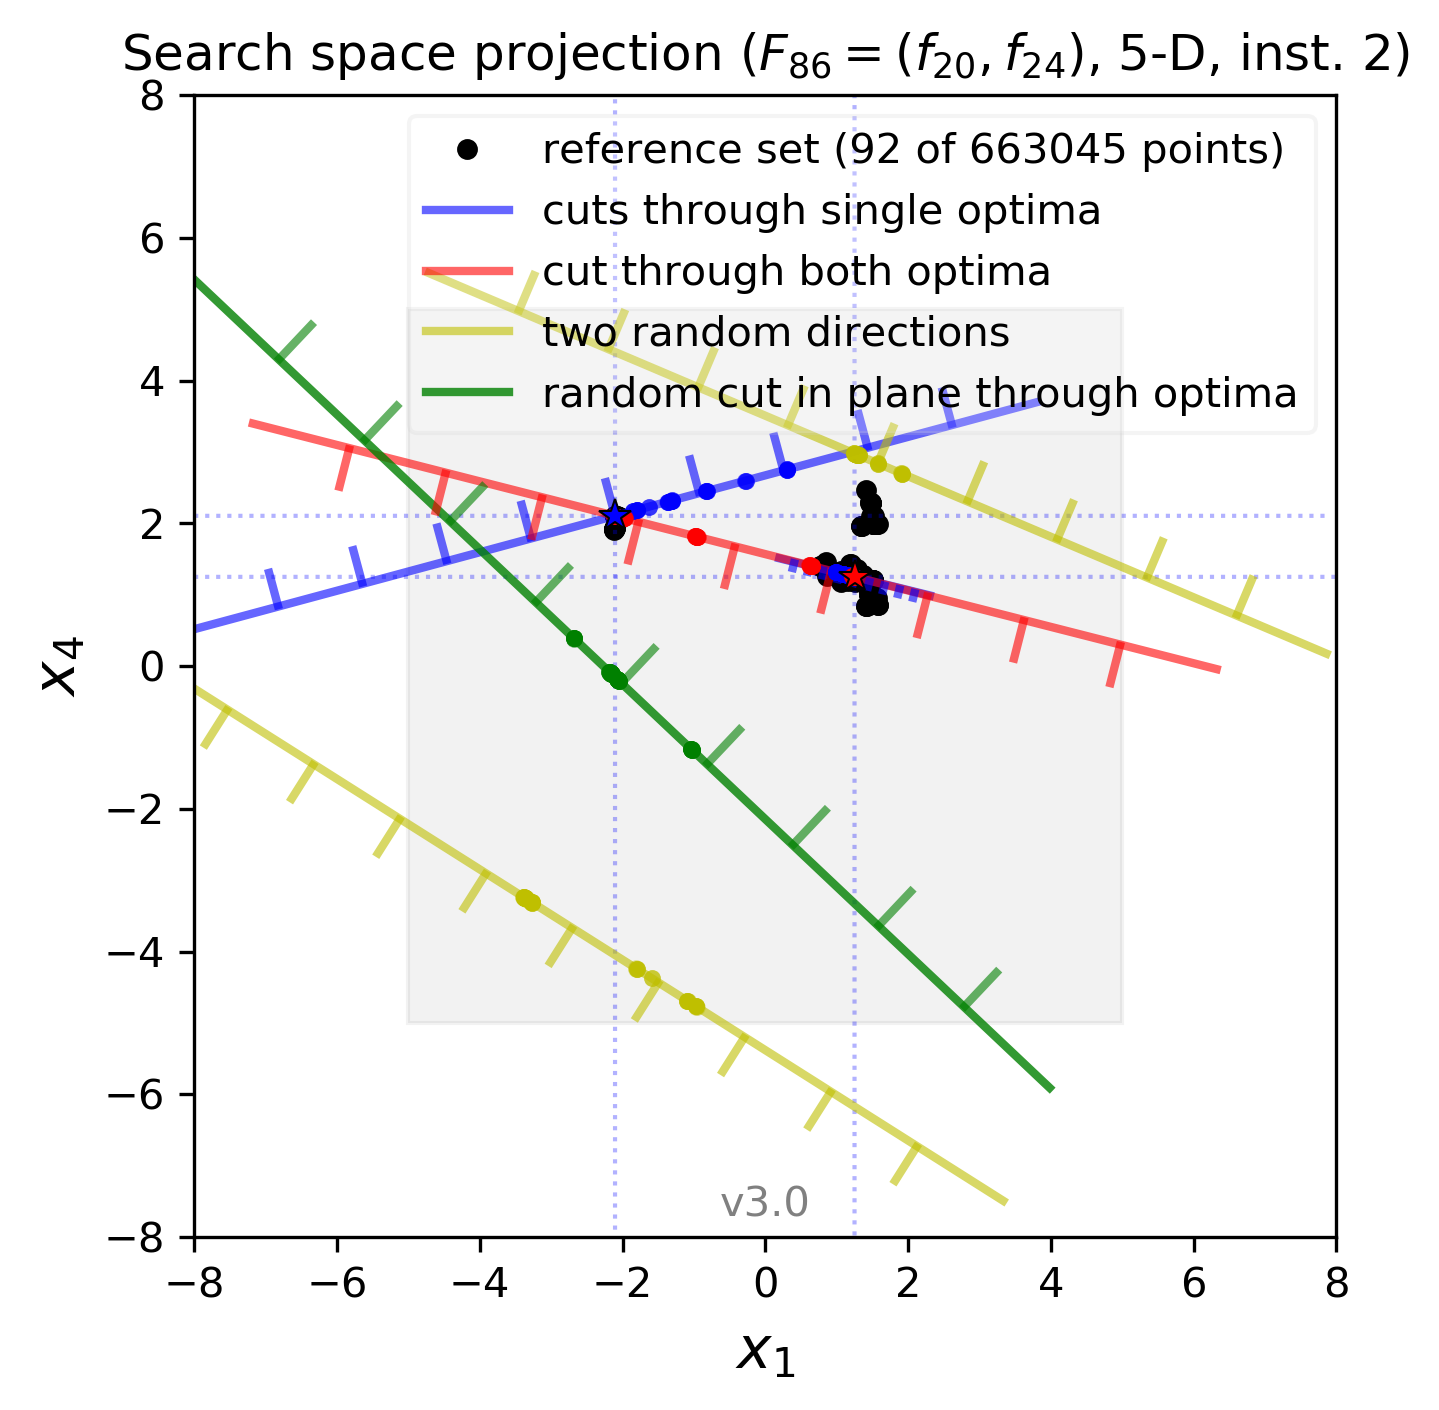 Search space projection (F86 = (f20, f24), 5-D, inst. 2)
8
6
4
2
0
−2
−4
−6
−8
x4
reference set (92 of 663045 points)
cuts through single optima
cut through both optima
two random directions
random cut in plane through optima
v3.0
−8 −6 −4 −2 0 2 4 6 8
x1